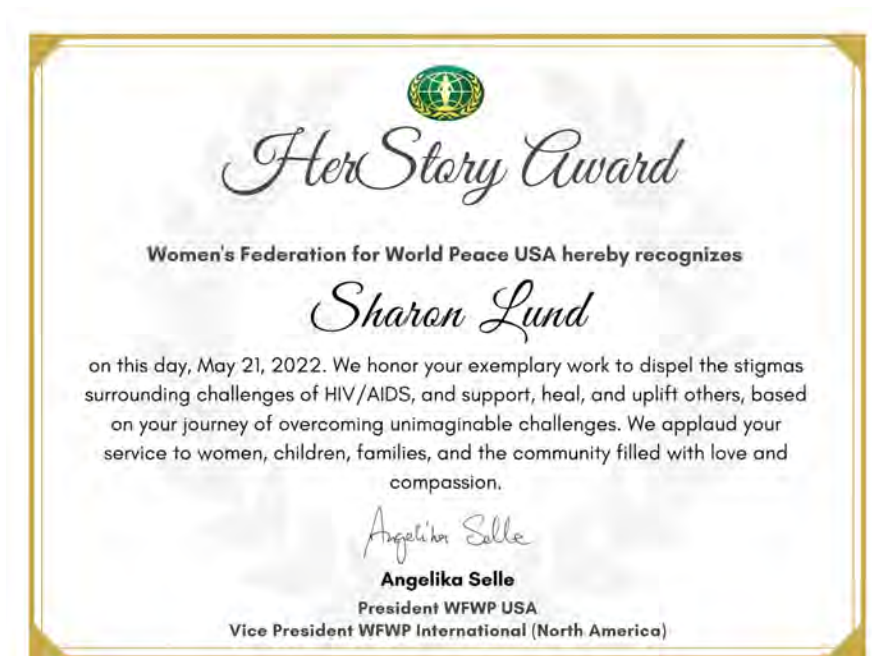 HerStory Award
Women's Federation for World Peace USA hereby recognizes
Sharon Lund
on this day, May 21, 2022. We honor your exemplary work to dispel the stigmas
surrounding challenges of HIV/AIDS, and support, heal, and uplift others, based
on your journey of overcoming unimaginable challenges. We applaud your
service to women, children, families, and the community filled with love and
compassion.
Angelika Selle
Angelika Selle
President WFWP USA
Vice President WFWP International (North America)